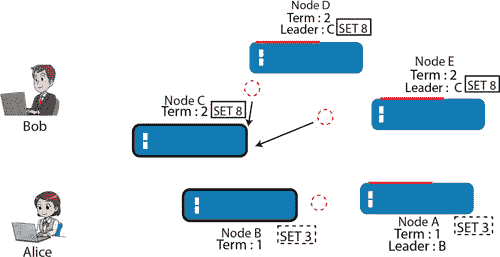 Node D
Term : 2
Leader : C SET 8
Node E
Term : 2
Leader : C SET 8
Node C
Term : 2 SET 8
Bob
Node B
Term : 1
SET 3
Node A
Term : 1
Leader : B
SET 3
Alice